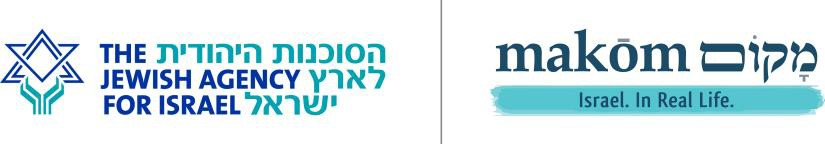 THE הסוכנות היהודית
JEWISH AGENCY לארץ
FOR ISRAEL ישראל
makōm מָקוֹם
Israel. In Real Life.